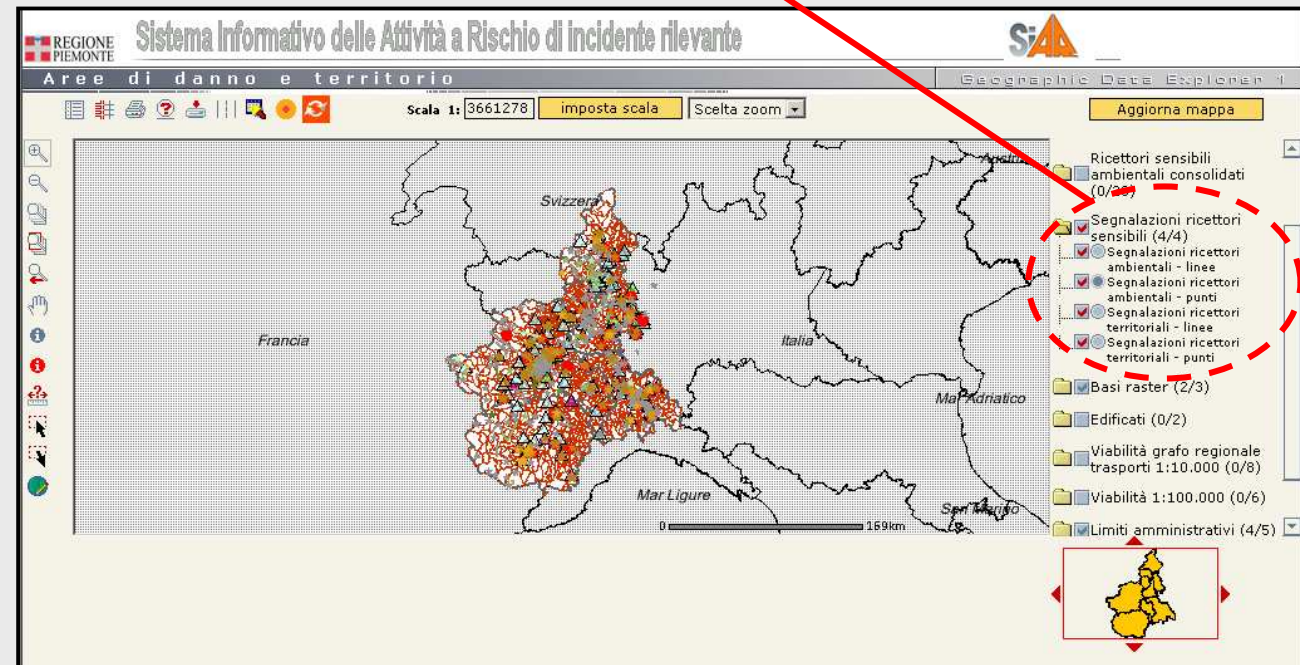 REGIONE
PIEMONTE
Sistema Informativo delle Attività a Rischio di incidente rilevante
SiAR
Aree di danno e territorio
Geographic Data Explorer 1
Scala 1: 3661278
imposta scala
Scelta zoom
Aggiorna mappa
Ricettori sensibili
ambientali consolidati
Segnalazioni ricettori
sensibili (4/4)
Segnalazioni ricettori
ambientali - linee
Segnalazioni ricettori
ambientali - punti
Segnalazioni ricettori
territoriali - linee
Segnalazioni ricettori
territoriali - punti
Basi raster (2/3)
Edificati (0/2)
Viabilità grafo regionale
trasporti 1:10.000 (0/8)
Viabilità 1:100.000 (0/6)
Limiti amministrativi (4/5)
Svizzera
Francia
Italia
Mar Adriatico
Mar Ligure
San Marino
0 169km